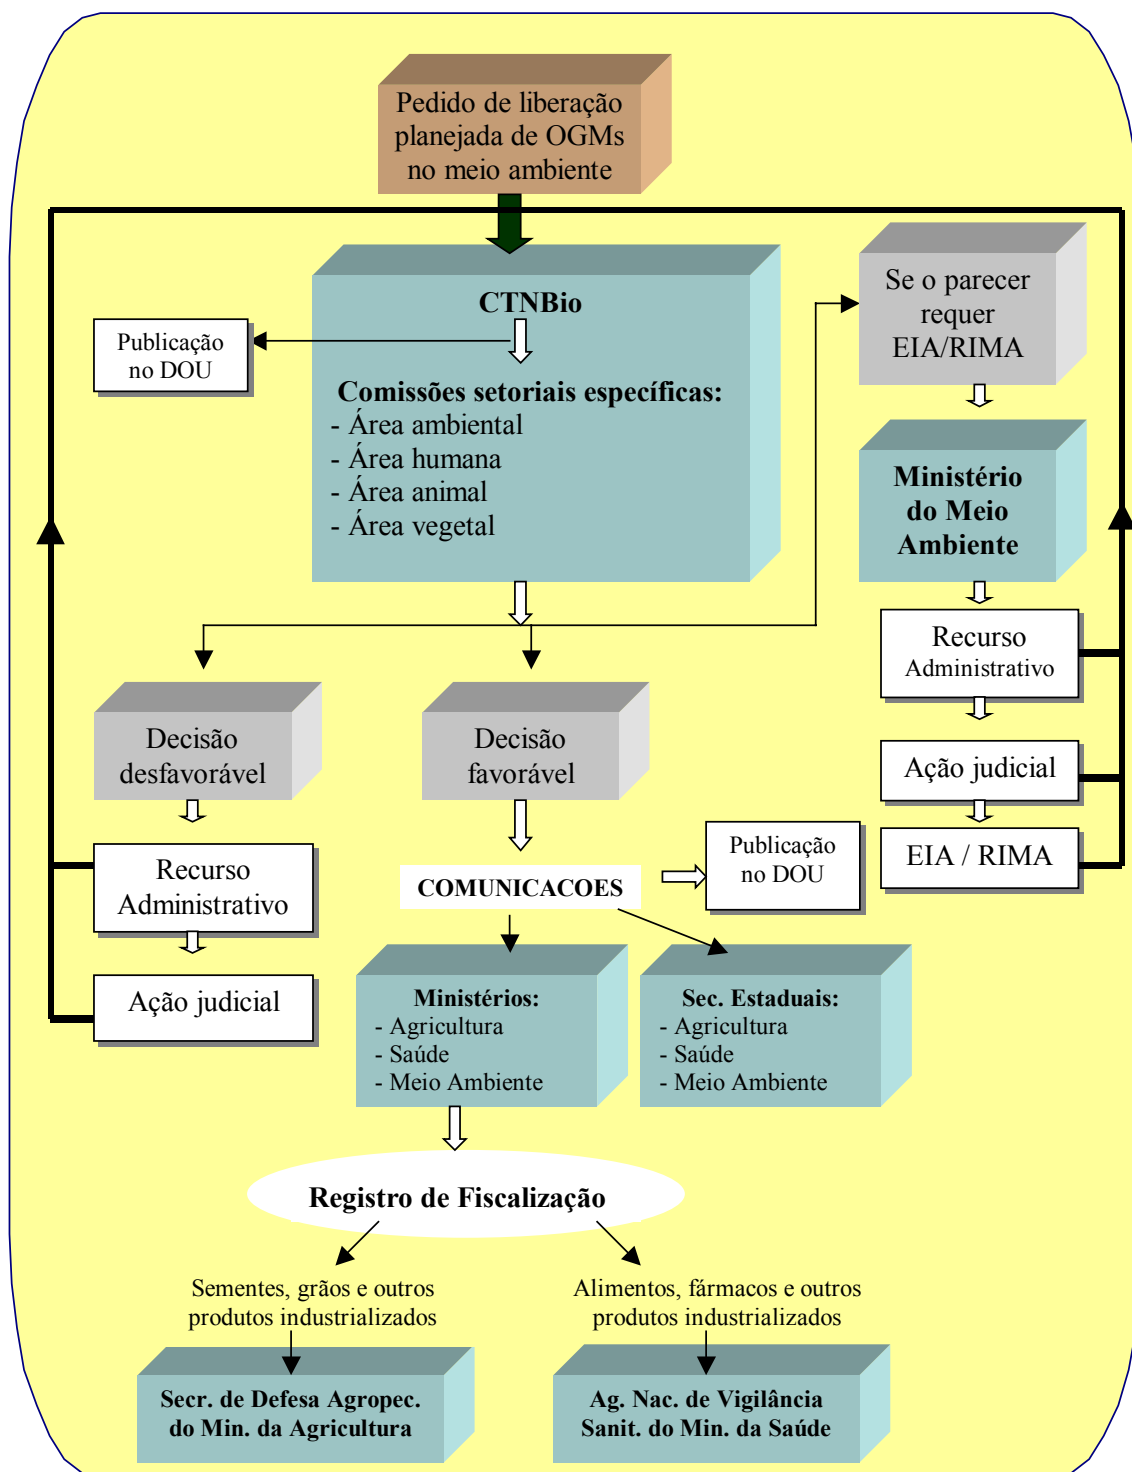 Pedido de liberação
planejada de OGMs
no meio ambiente
CTNBio
Publicação
no DOU
Comissões setoriais específicas:
- Área ambiental
- Área humana
- Área animal
- Área vegetal
Se o parecer
requer
EIA/RIMA
Ministério
do Meio
Ambiente
Recurso
Administrativo
Ação judicial
EIA / RIMA
Decisão
desfavorável
Recurso
Administrativo
Ação judicial
Decisão
favorável
COMUNICACOES
Publicação
no DOU
Ministérios:
- Agricultura
- Saúde
- Meio Ambiente
Sec. Estaduais:
- Agricultura
- Saúde
- Meio Ambiente
Registro de Fiscalização
Sementes, grãos e outros
produtos industrializados
Alimentos, fármacos e outros
produtos industrializados
Secr. de Defesa Agropec.
do Min. da Agricultura
Ag. Nac. de Vigilância
Sanit. do Min. da Saúde